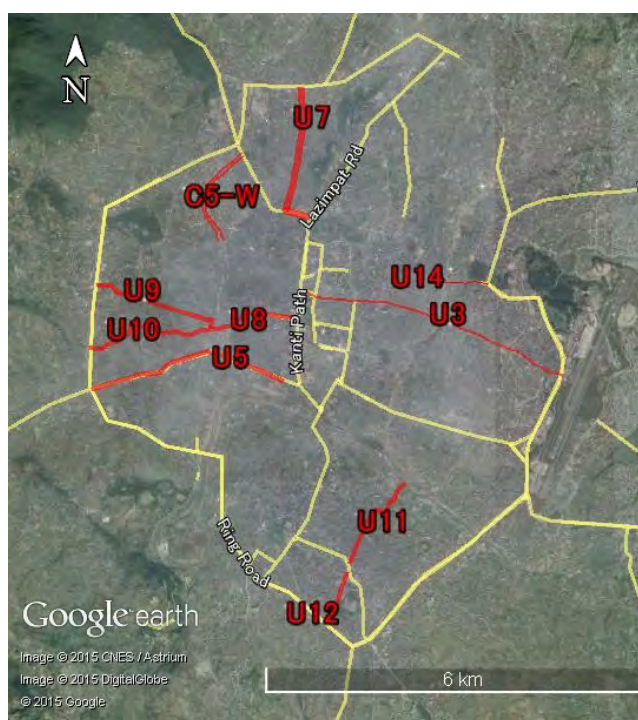 N
U7
Lazimpat Rd
C5-W
U14
U9
U3
U10
U8
Kanti Path
U5
U11
Ring Road
U12
Google earth
Image © 2015 CNES / Astrium
Image © 2015 DigitalGlobe
© 2015 Google
6 km